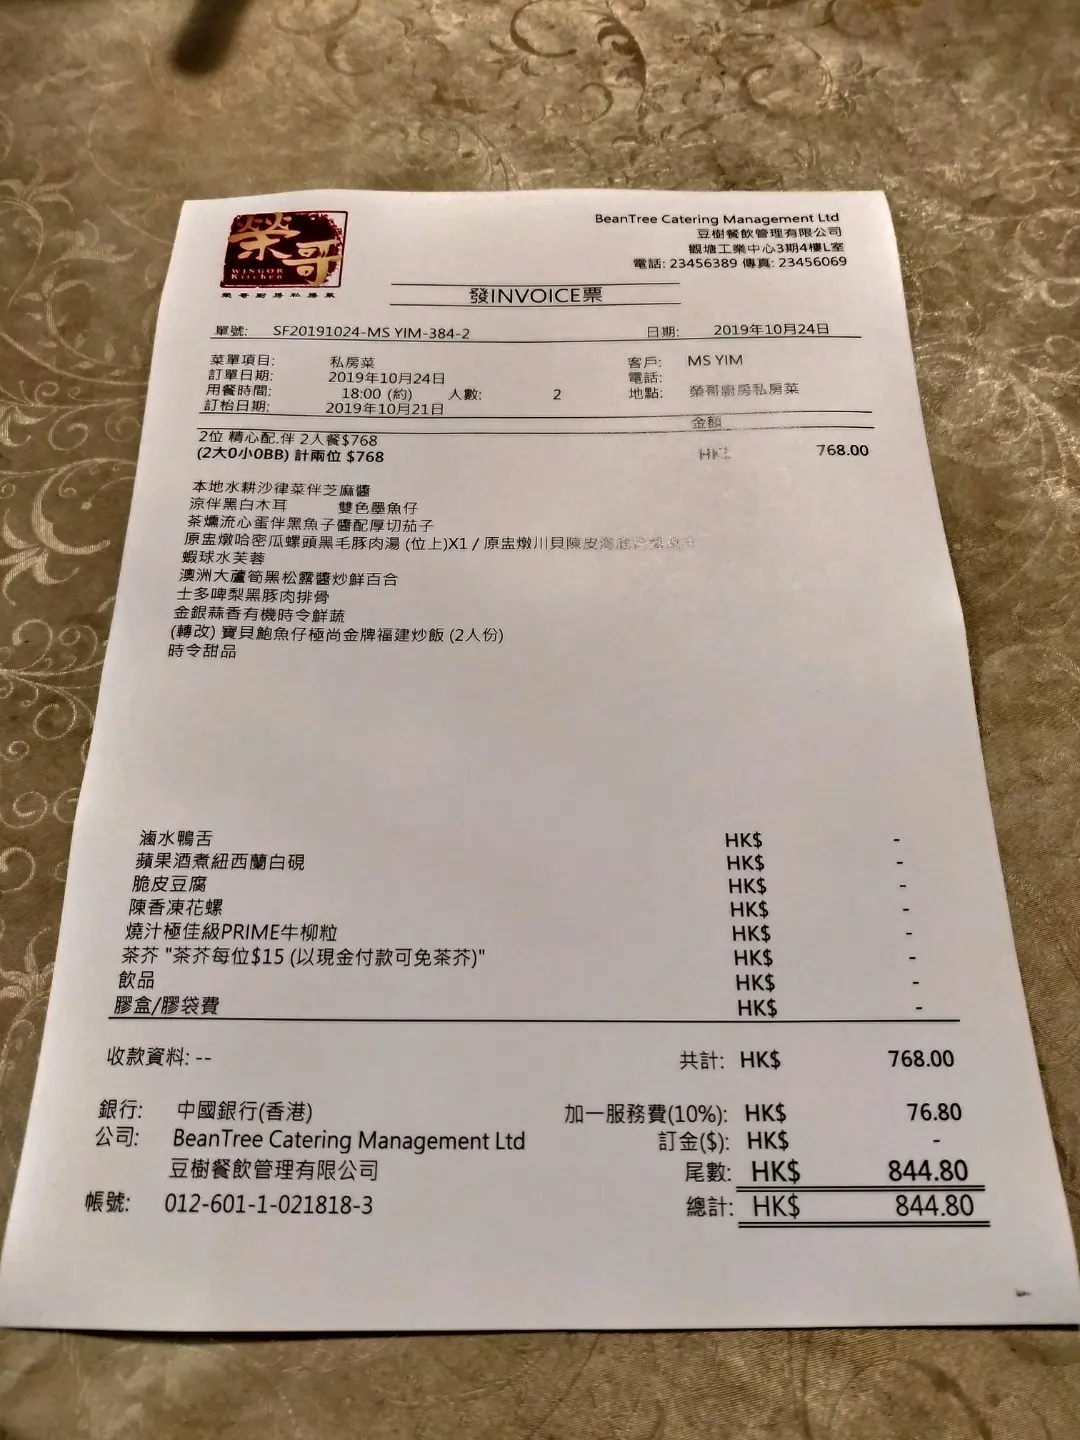 榮哥
WINGOR
Kitchen
榮哥廚房私房菜
BeanTree Catering Management Ltd
豆樹餐飲管理有限公司
觀塘工業中心3期4樓L室
電話: 23456389 傳真: 23456069
發INVOICE票
單號: SF20191024-MS YIM-384-2 日期: 2019年10月24日
菜單項目: 私房菜 客戶: MS YIM
訂單日期: 2019年10月24日 電話:
用餐時間: 18:00 (約) 人數: 2 地點: 榮哥廚房私房菜
訂枱日期: 2019年10月21日
金額
2位 精心配.伴 2人餐$768
(2大0小0BB) 計兩位 $768 HK$ 768.00
本地水耕沙律菜伴芝麻醬
涼伴黑白木耳 雙色墨魚仔
茶燻流心蛋伴黑魚子醬配厚切茄子
原盅燉哈密瓜螺頭黑毛豚肉湯 (位上)X1 / 原盅燉川貝陳皮海底
蝦球水芙蓉
澳洲大蘆筍黑松露醬炒鮮百合
士多啤梨黑豚肉排骨
金銀蒜香有機時令鮮蔬
(轉改) 寶貝鮑魚仔極尚金牌福建炒飯 (2人份)
時令甜品
滷水鴨舌 HK$ -
蘋果酒煮紐西蘭白硯 HK$ -
脆皮豆腐 HK$ -
陳香凍花螺 HK$ -
燒汁極佳級PRIME牛柳粒 HK$ -
茶芥 "茶芥每位$15 (以現金付款可免茶芥)" HK$ -
飲品 HK$ -
膠盒/膠袋費 HK$ -
收款資料: -- 共計: HK$ 768.00
銀行: 中國銀行(香港) 加一服務費(10%): HK$ 76.80
公司: BeanTree Catering Management Ltd 訂金($): HK$ -
豆樹餐飲管理有限公司 尾數: HK$ 844.80
帳號: 012-601-1-021818-3 總計: HK$ 844.80